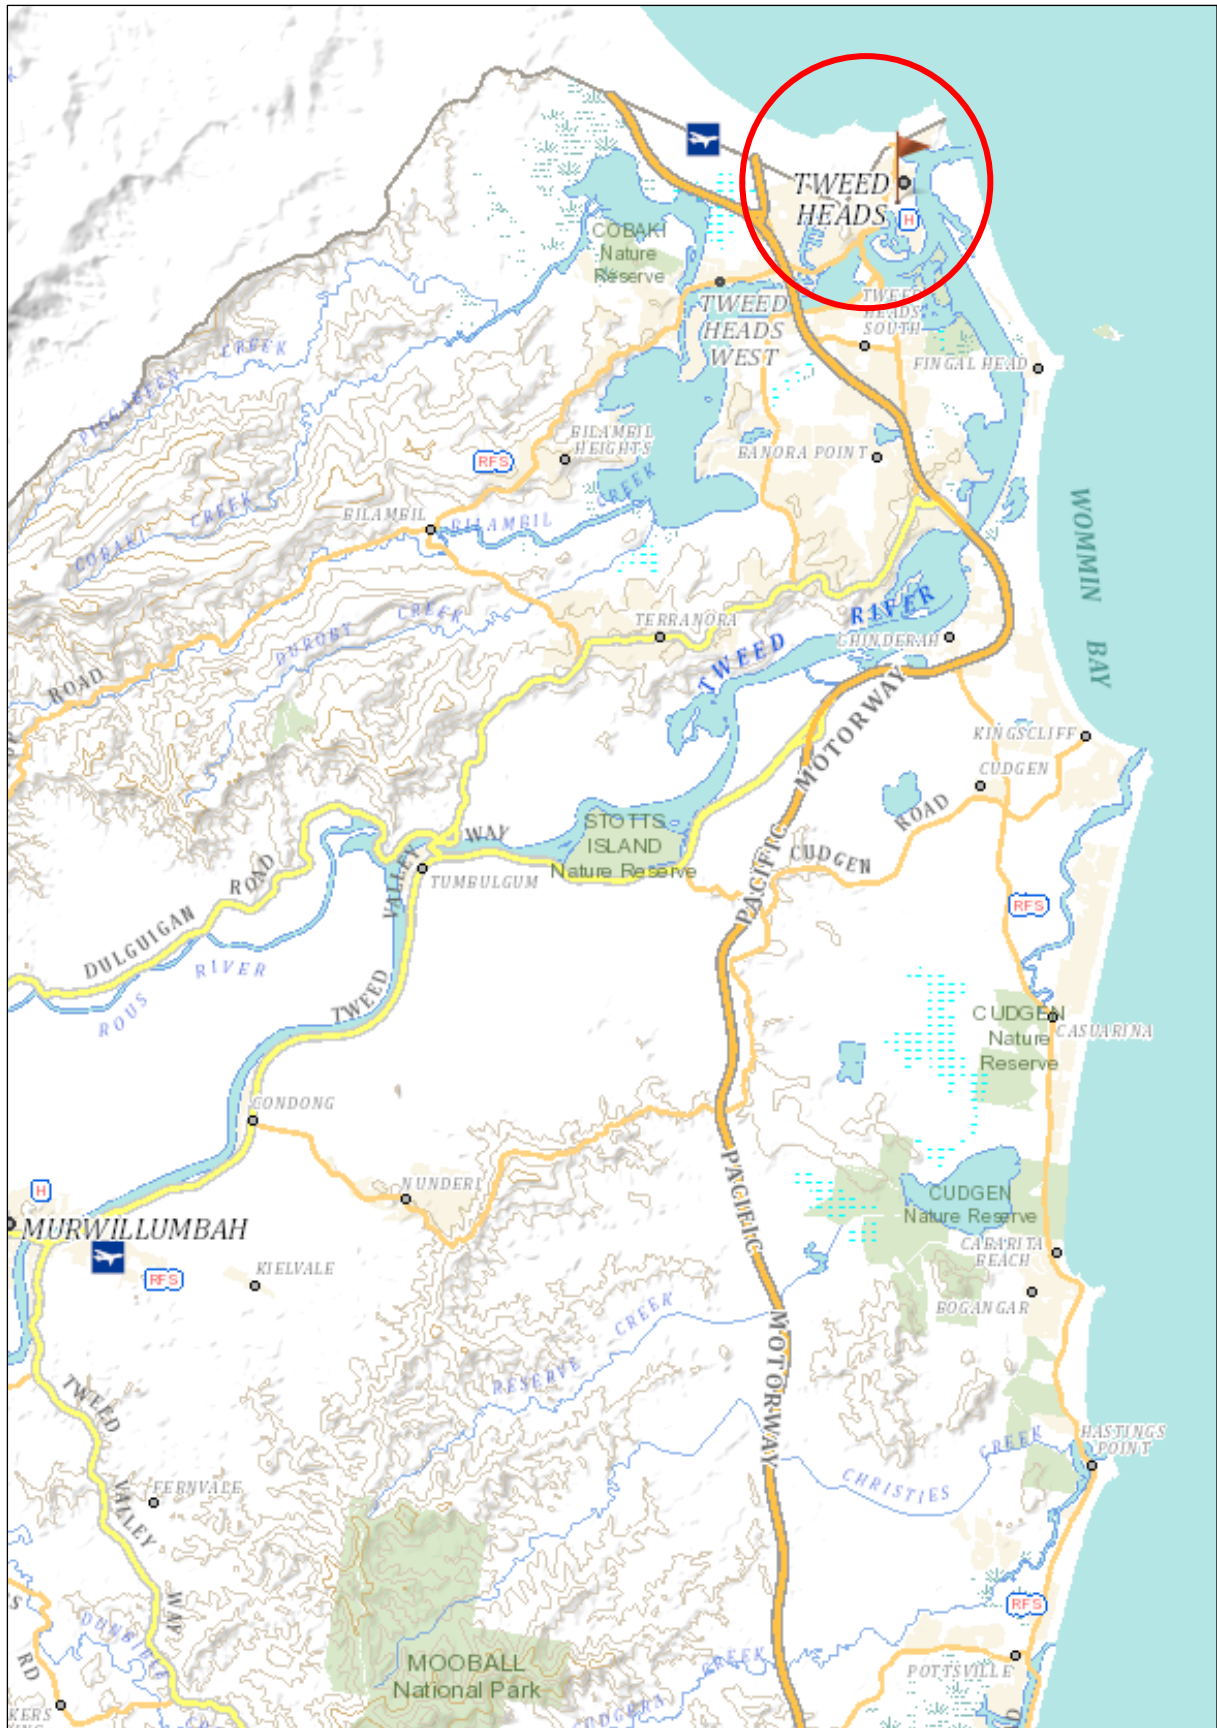 TWEED
HEADS
H
COBAKI
Nature
Reserve
TWEED
HEADS
WEST
TWEED
HEADS
SOUTH
FINGAL HEAD
CREEK
PIGGABEEN
BILAMBIL
HEIGHTS
RFS
BANORA POINT
CREEK
COBAKI
CREEK
BILAMBIL
BILAMBIL
CREEK
WOMMIN
BAY
DUROBY
CREEK
TERRANORA
TWEED
RIVER
CHINDERAH
ROAD
KINGSCLIFF
CUDGEN
PACIFIC
MOTORWAY
CUDGEN
ROAD
STOTTS
ISLAND
Nature Reserve
VALLEY
WAY
TUMBULGUM
DULGUIGAN
ROAD
RFS
ROUS
RIVER
TWEED
CUDGEN
Nature
Reserve
CASUARINA
CONDONG
NUNDERI
H
MURWILLUMBAH
RFS
KIELVALE
PACIFIC
MOTORWAY
CUDGEN
Nature Reserve
CABARITA
BEACH
BOGANGAR
RESERVE
CREEK
TWEED
VALLEY
WAY
FERNVALE
CHRISTIES
CREEK
HASTINGS
POINT
RFS
MOOBALL
National Park
CREEK
POTTSVILLE
RD